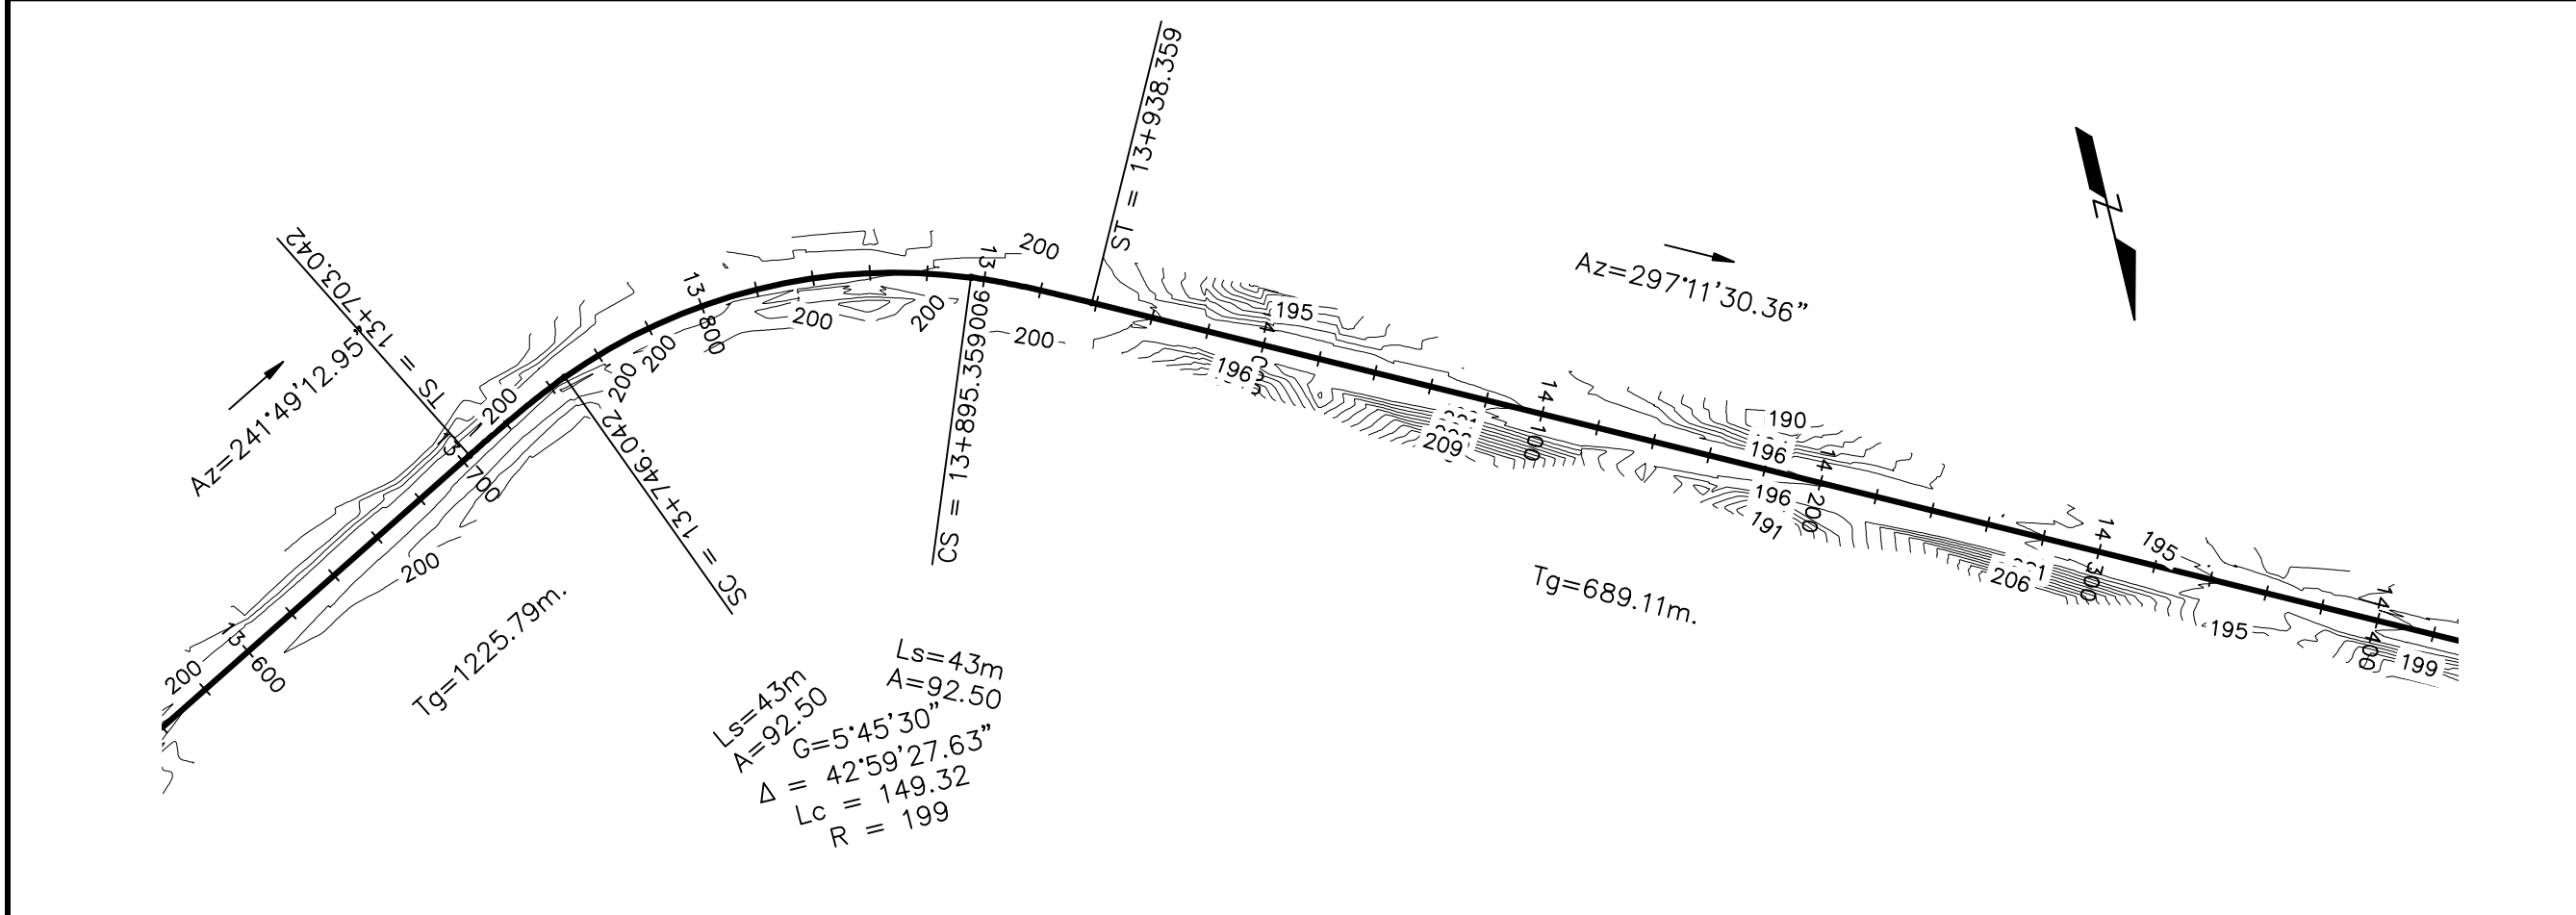 ST = 13+938.359
TS = 13+703.042
Az=241°49'12.95"
Az=297°11'30.36"
N
200
13
13
800
200
200
200
200
200
200
200
13
700
SC = 13+746.042
CS = 13+895.359
900
195
196
209
14
100
190
196
196
191
14
200
206
14
300
195
195
14
400
199
200
13
600
200
Tg=1225.79m.
Tg=689.11m.
Ls=43m
A=92.50
Ls=43m
A=92.50
G=5°45'30"
Δ = 42°59'27.63"
Lc = 149.32
R = 199